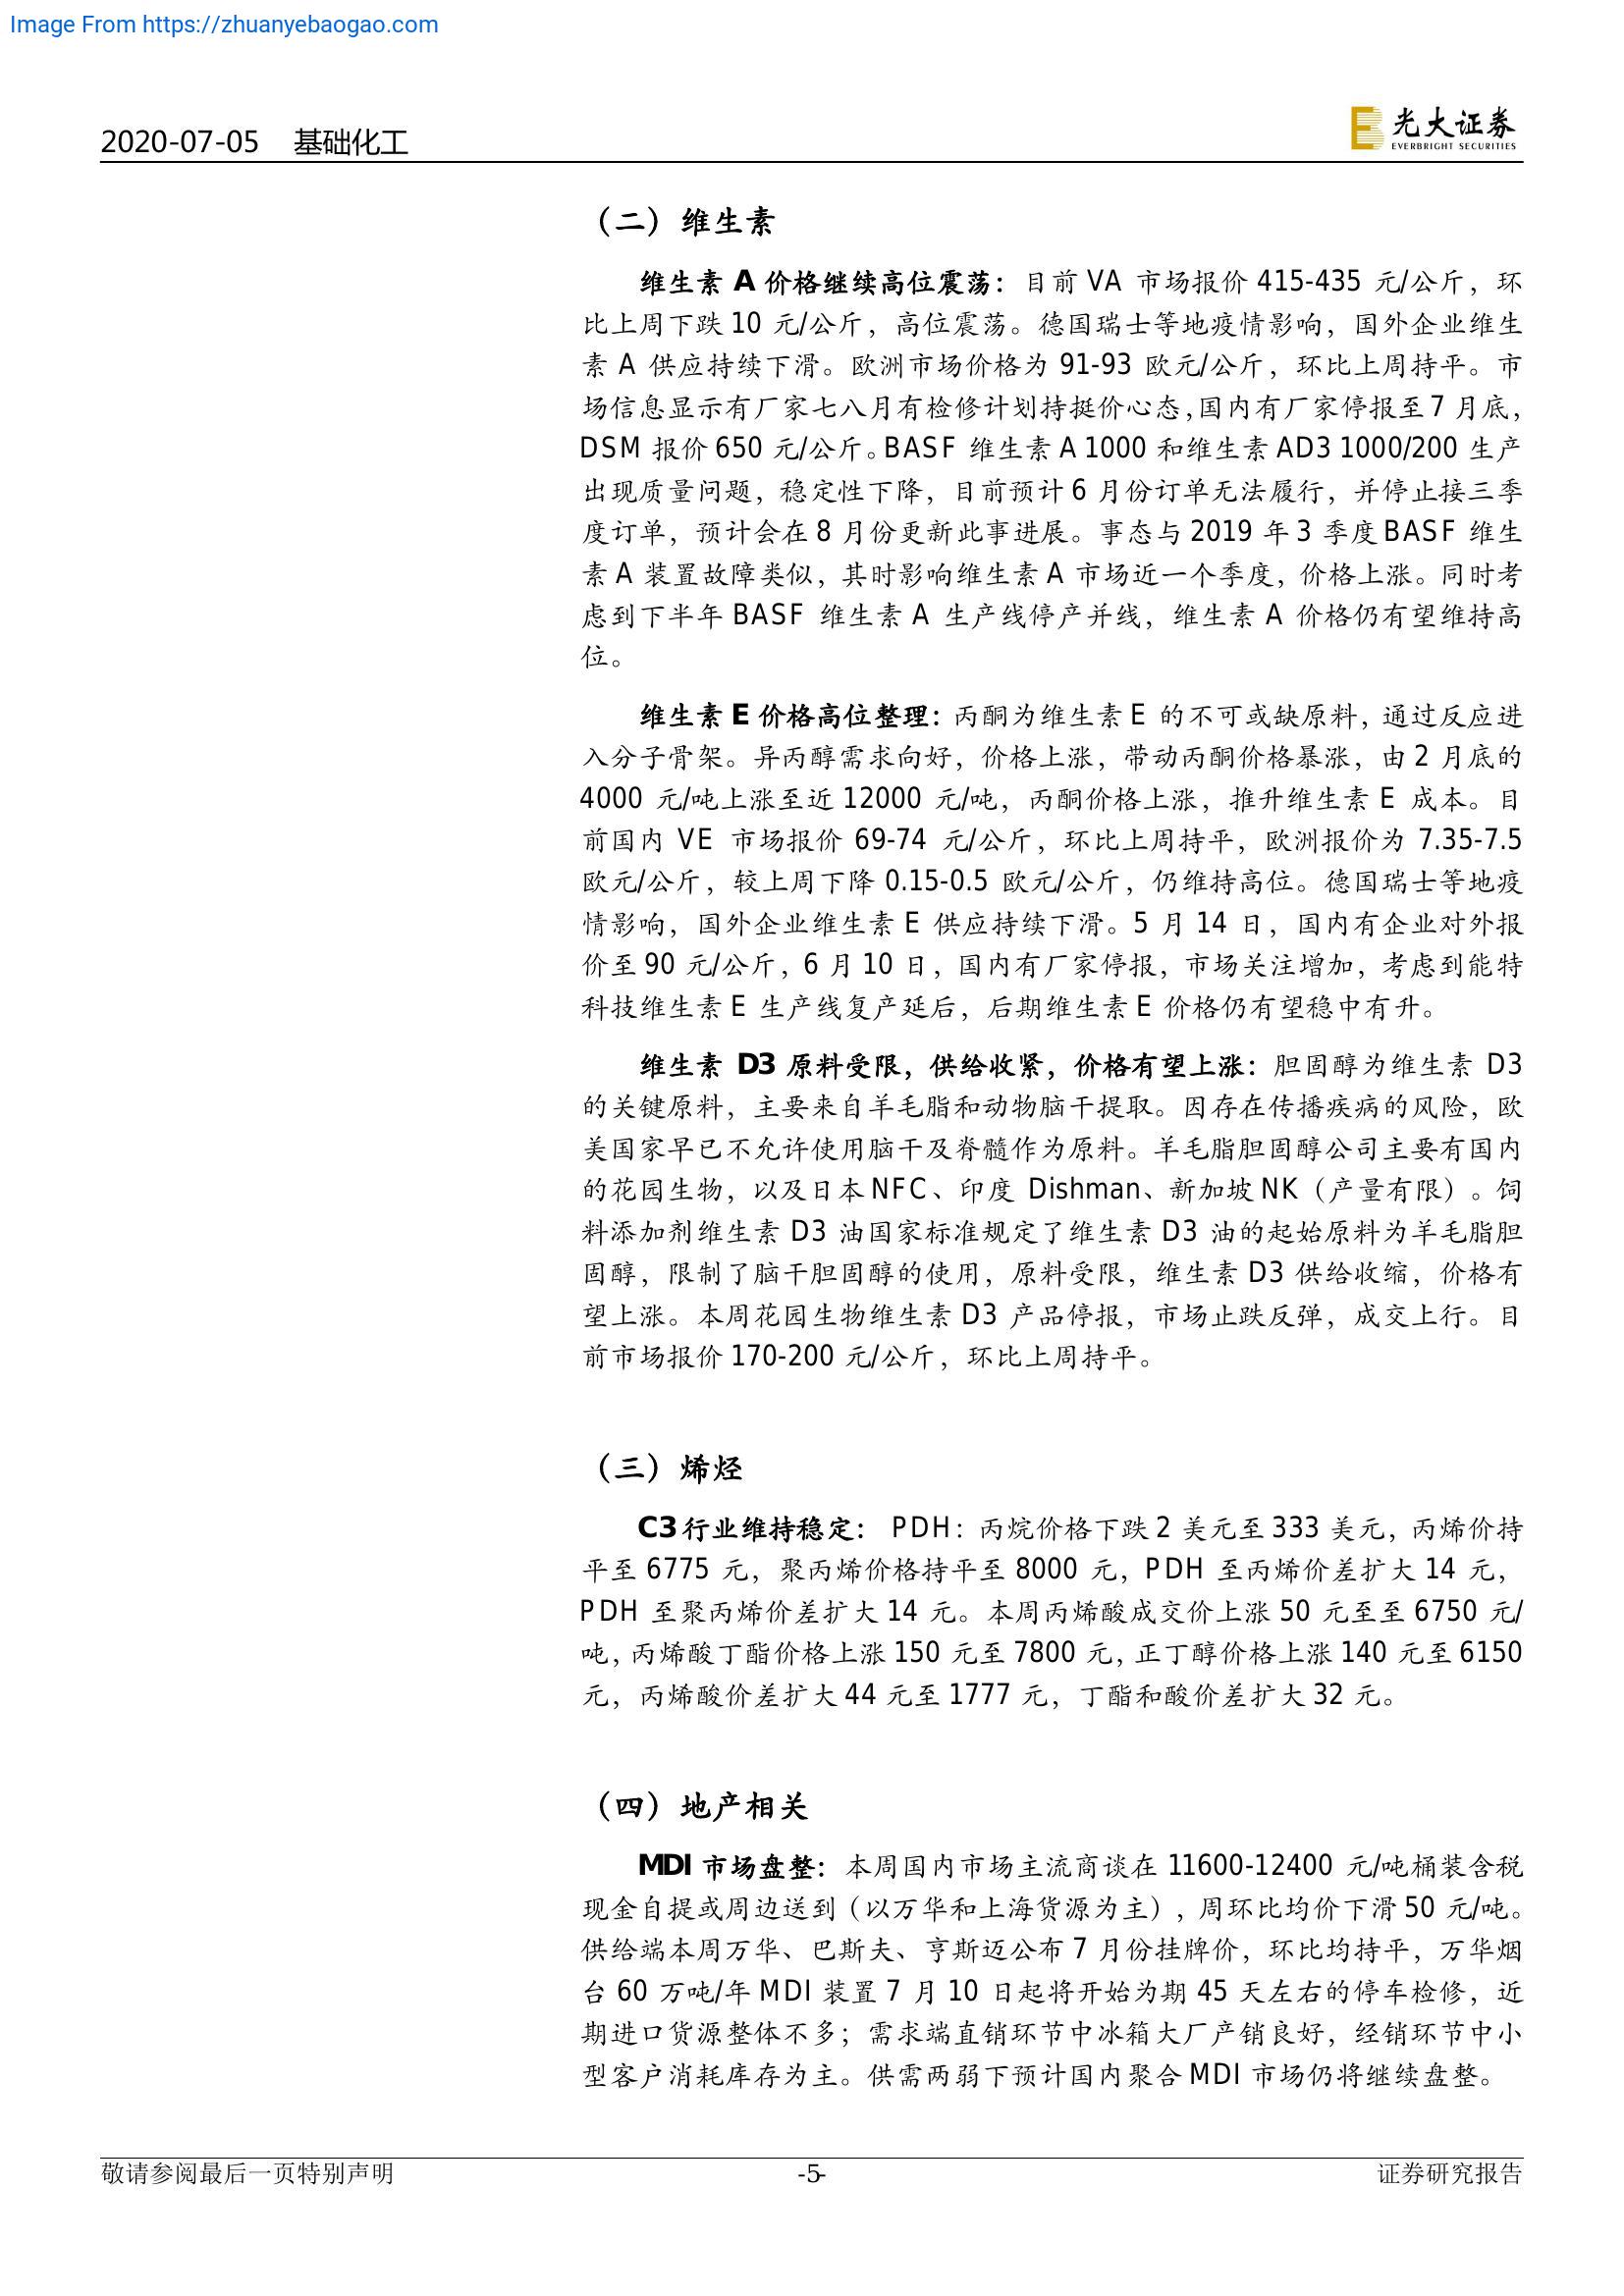 Image From https://zhuanyebaogao.com
2020-07-05 基础化工
光大证券
EVERBRIGHT SECURITIES
（二）维生素
维生素 A 价格继续高位震荡：目前 VA 市场报价 415-435 元/公斤，环
比上周下跌 10 元/公斤，高位震荡。德国瑞士等地疫情影响，国外企业维生
素 A 供应持续下滑。欧洲市场价格为 91-93 欧元/公斤，环比上周持平。市
场信息显示有厂家七八月有检修计划持挺价心态，国内有厂家停报至 7 月底，
DSM 报价 650 元/公斤。BASF 维生素 A 1000 和维生素 AD3 1000/200 生产
出现质量问题，稳定性下降，目前预计 6 月份订单无法履行，并停止接三季
度订单，预计会在 8 月份更新此事进展。事态与 2019 年 3 季度 BASF 维生
素 A 装置故障类似，其时影响维生素 A 市场近一个季度，价格上涨。同时考
虑到下半年 BASF 维生素 A 生产线停产并线，维生素 A 价格仍有望维持高
位。
维生素 E 价格高位整理：丙酮为维生素 E 的不可或缺原料，通过反应进
入分子骨架。异丙醇需求向好，价格上涨，带动丙酮价格暴涨，由 2 月底的
4000 元/吨上涨至近 12000 元/吨，丙酮价格上涨，推升维生素 E 成本。目
前国内 VE 市场报价 69-74 元/公斤，环比上周持平，欧洲报价为 7.35-7.5
欧元/公斤，较上周下降 0.15-0.5 欧元/公斤，仍维持高位。德国瑞士等地疫
情影响，国外企业维生素 E 供应持续下滑。5 月 14 日，国内有企业对外报
价至 90 元/公斤，6 月 10 日，国内有厂家停报，市场关注增加，考虑到能特
科技维生素 E 生产线复产延后，后期维生素 E 价格仍有望稳中有升。
维生素 D3 原料受限，供给收紧，价格有望上涨：胆固醇为维生素 D3
的关键原料，主要来自羊毛脂和动物脑干提取。因存在传播疾病的风险，欧
美国家早已不允许使用脑干及脊髓作为原料。羊毛脂胆固醇公司主要有国内
的花园生物，以及日本 NFC、印度 Dishman、新加坡 NK（产量有限）。饲
料添加剂维生素 D3 油国家标准规定了维生素 D3 油的起始原料为羊毛脂胆
固醇，限制了脑干胆固醇的使用，原料受限，维生素 D3 供给收缩，价格有
望上涨。本周花园生物维生素 D3 产品停报，市场止跌反弹，成交上行。目
前市场报价 170-200 元/公斤，环比上周持平。
（三）烯烃
C3 行业维持稳定： PDH：丙烷价格下跌 2 美元至 333 美元，丙烯价持
平至 6775 元，聚丙烯价格持平至 8000 元，PDH 至丙烯价差扩大 14 元，
PDH 至聚丙烯价差扩大 14 元。本周丙烯酸成交价上涨 50 元至至 6750 元/
吨，丙烯酸丁酯价格上涨 150 元至 7800 元，正丁醇价格上涨 140 元至 6150
元，丙烯酸价差扩大 44 元至 1777 元，丁酯和酸价差扩大 32 元。
（四）地产相关
MDI 市场盘整：本周国内市场主流商谈在 11600-12400 元/吨桶装含税
现金自提或周边送到（以万华和上海货源为主），周环比均价下滑 50 元/吨。
供给端本周万华、巴斯夫、亨斯迈公布 7 月份挂牌价，环比均持平，万华烟
台 60 万吨/年 MDI 装置 7 月 10 日起将开始为期 45 天左右的停车检修，近
期进口货源整体不多；需求端直销环节中冰箱大厂产销良好，经销环节中小
型客户消耗库存为主。供需两弱下预计国内聚合 MDI 市场仍将继续盘整。
敬请参阅最后一页特别声明 -5- 证券研究报告